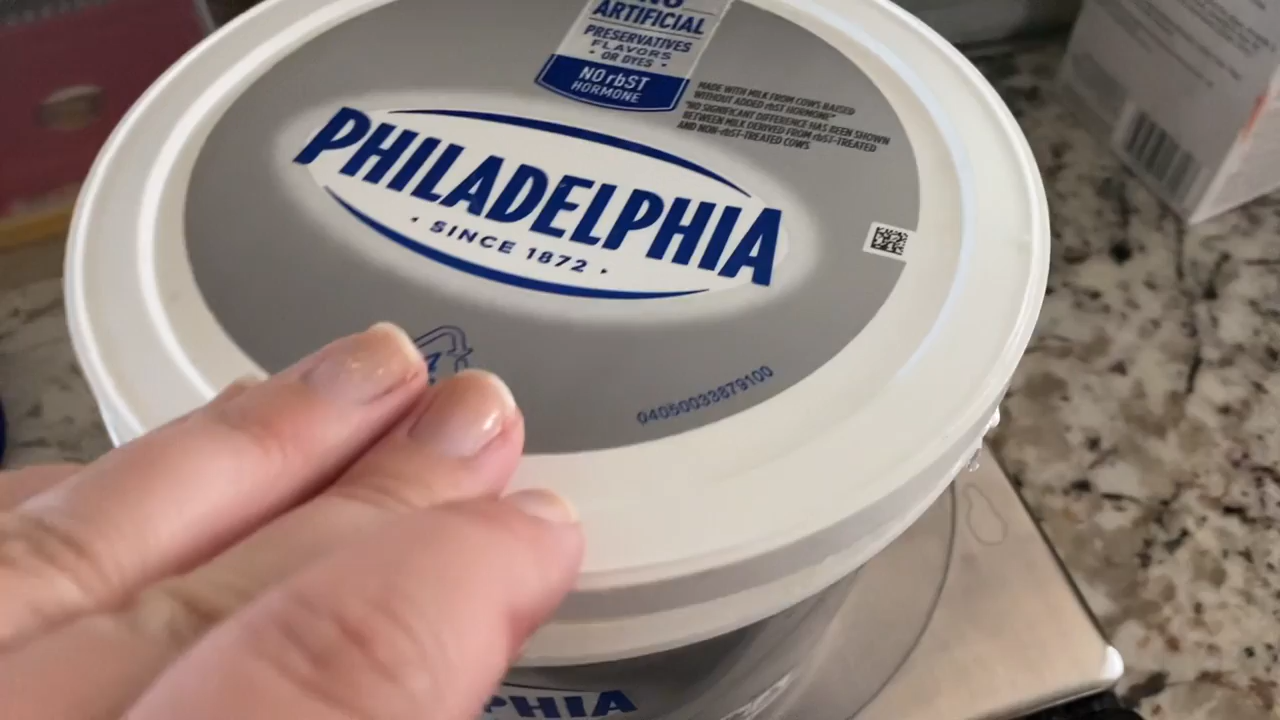 NO
ARTIFICIAL
PRESERVATIVES
FLAVORS
• OR DYES •
NO rbST
HORMONE
MADE WITH MILK FROM COWS RAISED
WITHOUT ADDED rbST HORMONE*
*NO SIGNIFICANT DIFFERENCE HAS BEEN SHOWN
BETWEEN MILK DERIVED FROM rbST-TREATED
AND NON-rbST-TREATED COWS
PHILADELPHIA
• SINCE 1872 •
04050033879100
PHIA